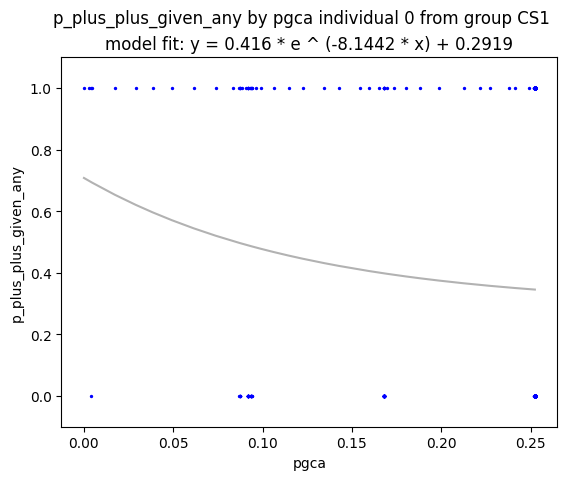 p_plus_plus_given_any by pgca individual 0 from group CS1
model fit: y = 0.416 * e ^ (-8.1442 * x) + 0.2919
1.0
0.8
0.6
0.4
0.2
0.0
p_plus_plus_given_any
0.00 0.05 0.10 0.15 0.20 0.25
pgca